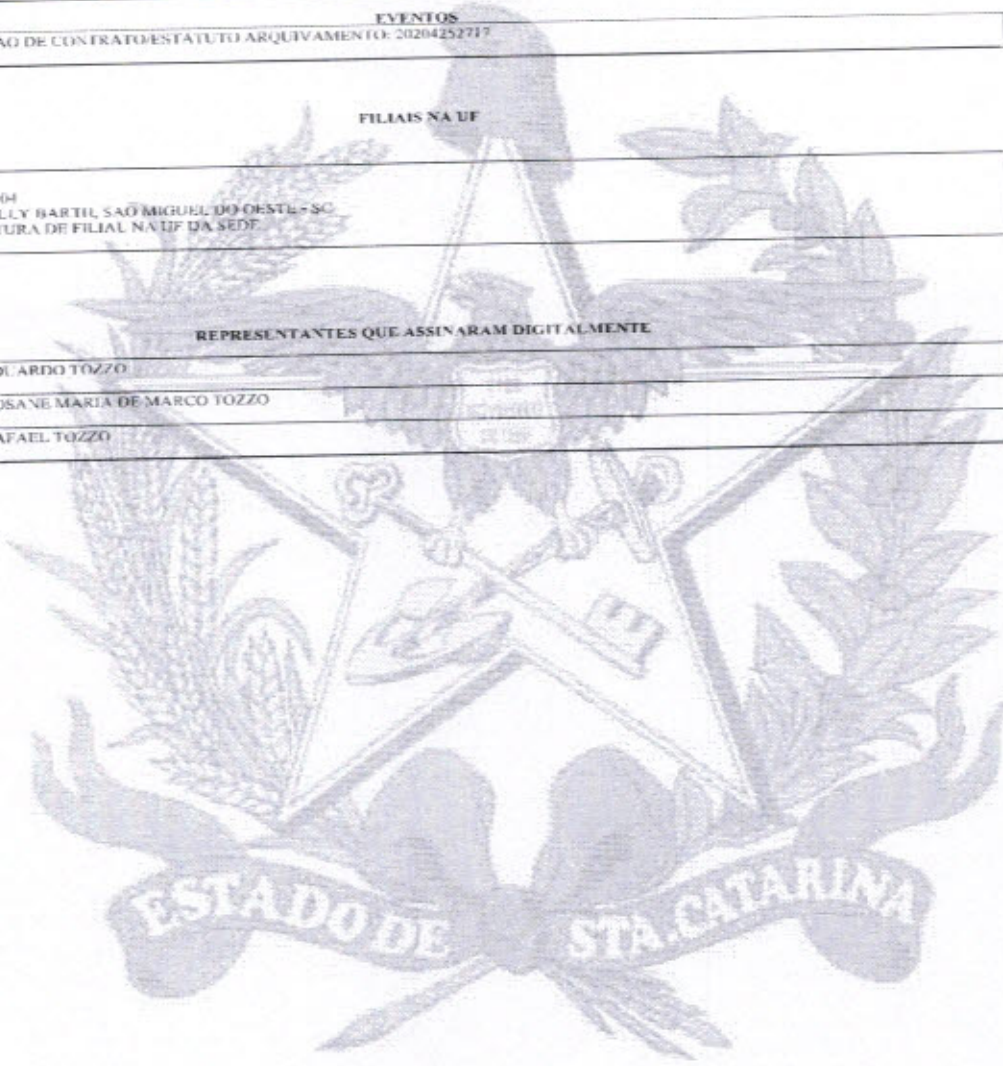 EVENTOS
AO DE CONTRATO/ESTATUTO ARQUIVAMENTO: 20204252717
FILIAIS NA UF
04
LLY BARTH, SAO MIGUEL DO OESTE - SC
TURA DE FILIAL NA UF DA SEDE
REPRESENTANTES QUE ASSINARAM DIGITALMENTE
DUARDO TOZZO
OSANE MARIA DE MARCO TOZZO
AFAEL TOZZO
ESTADO DE STA. CATARINA